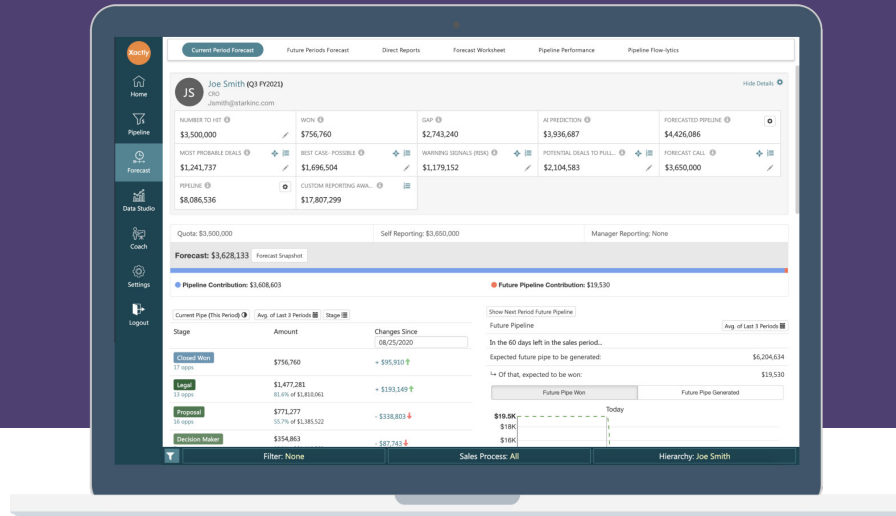 Xactly
Home
Pipeline
Forecast
Data Studio
Coach
Settings
Logout
Current Period Forecast Future Periods Forecast Direct Reports Forecast Worksheet Pipeline Performance Pipeline Flow-lytics
JS
Joe Smith (Q3 FY2021)
CRO
Jsmith@starkinc.com
Hide Details
NUMBER TO HIT WON GAP AI PREDICTION FORECASTED PIPELINE
$3,500,000 $756,760 $2,743,240 $3,936,687 $4,426,086
MOST PROBABLE DEALS BEST CASE- POSSIBLE WARNING SIGNALS (RISK) POTENTIAL DEALS TO PULL... FORECAST CALL
$1,241,737 $1,696,504 $1,179,152 $2,104,583 $3,650,000
PIPELINE CUSTOM REPORTING AWA...
$8,086,536 $17,807,299
Quota: $3,500,000 Self Reporting: $3,650,000 Manager Reporting: None
Forecast: $3,628,133 Forecast Snapshot
Pipeline Contribution: $3,608,603 Future Pipeline Contribution: $19,530
Current Pipe (This Period) Avg. of Last 3 Periods Stage
Stage Amount Changes Since
08/25/2020
Closed Won $756,760 + $95,910
17 opps
Legal $1,477,281 + $193,149
13 opps 81.6% of $1,810,061
Proposal $771,277 - $338,803
16 opps 55.7% of $1,385,522
Decision Maker $354,863 - $87,743
Show Next Period Future Pipeline
Future Pipeline Avg. of Last 3 Periods
In the 60 days left in the sales period...
Expected future pipe to be generated: $6,204,634
Of that, expected to be won: $19,530
Future Pipe Won Future Pipe Generated
Today
$19.5K
$18K
$16K
Filter: None Sales Process: All Hierarchy: Joe Smith